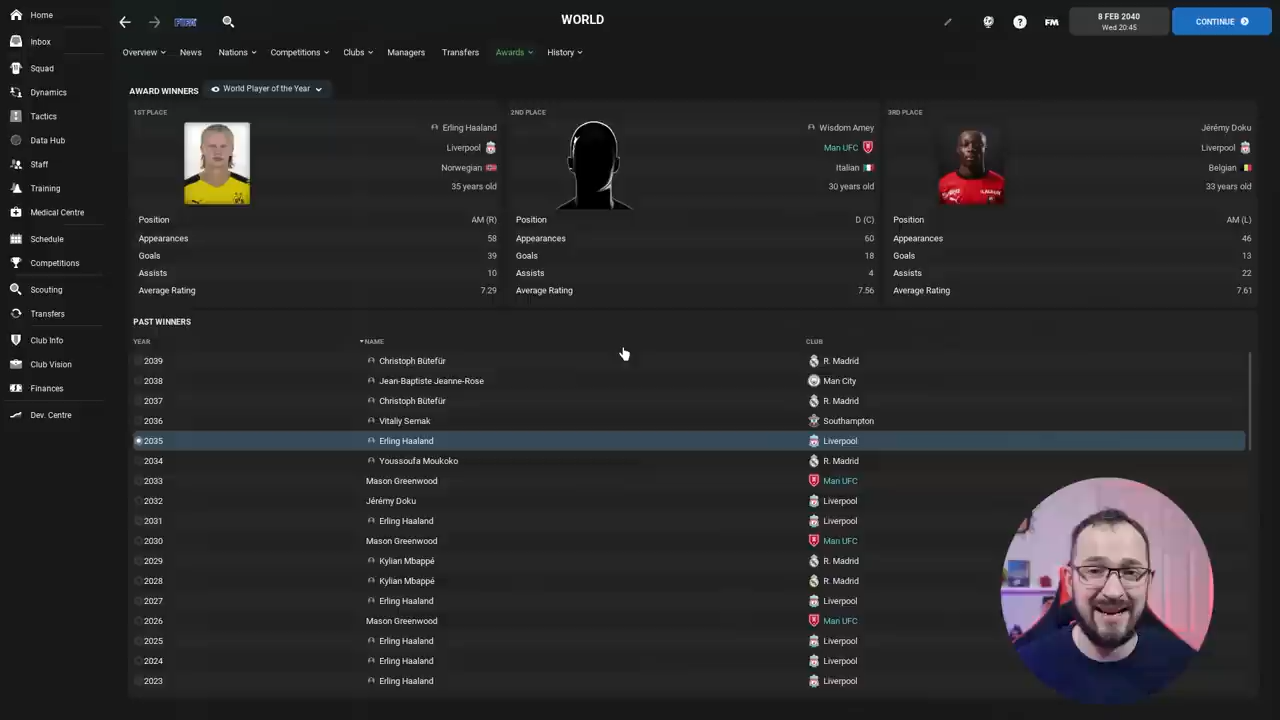 Home
WORLD
8 FEB 2040
Wed 20:45
CONTINUE
FIFA
FM
Inbox
Squad
Dynamics
Tactics
Data Hub
Staff
Training
Medical Centre
Schedule
Competitions
Scouting
Transfers
Club Info
Club Vision
Finances
Dev. Centre
Overview
News
Nations
Competitions
Clubs
Managers
Transfers
Awards
History
AWARD WINNERS
World Player of the Year
1ST PLACE
Erling Haaland
Liverpool
Norwegian
35 years old
Position AM (R)
Appearances 58
Goals 39
Assists 10
Average Rating 7.29
2ND PLACE
Wisdom Amey
Man UFC
Italian
30 years old
Position D (C)
Appearances 60
Goals 18
Assists 4
Average Rating 7.56
3RD PLACE
Jérémy Doku
Liverpool
Belgian
33 years old
Position AM (L)
Appearances 46
Goals 13
Assists 22
Average Rating 7.61
PAST WINNERS
YEAR NAME CLUB
2039 Christoph Bütefür R. Madrid
2038 Jean-Baptiste Jeanne-Rose Man City
2037 Christoph Bütefür R. Madrid
2036 Vitaliy Semak Southampton
2035 Erling Haaland Liverpool
2034 Youssoufa Moukoko R. Madrid
2033 Mason Greenwood Man UFC
2032 Jérémy Doku Liverpool
2031 Erling Haaland Liverpool
2030 Mason Greenwood Man UFC
2029 Kylian Mbappé R. Madrid
2028 Kylian Mbappé R. Madrid
2027 Erling Haaland Liverpool
2026 Mason Greenwood Man UFC
2025 Erling Haaland Liverpool
2024 Erling Haaland Liverpool
2023 Erling Haaland Liverpool